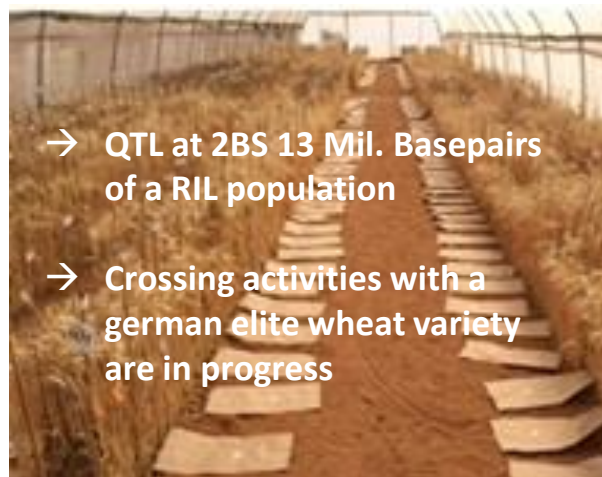 → QTL at 2BS 13 Mil. Basepairs
of a RIL population
→ Crossing activities with a
german elite wheat variety
are in progress